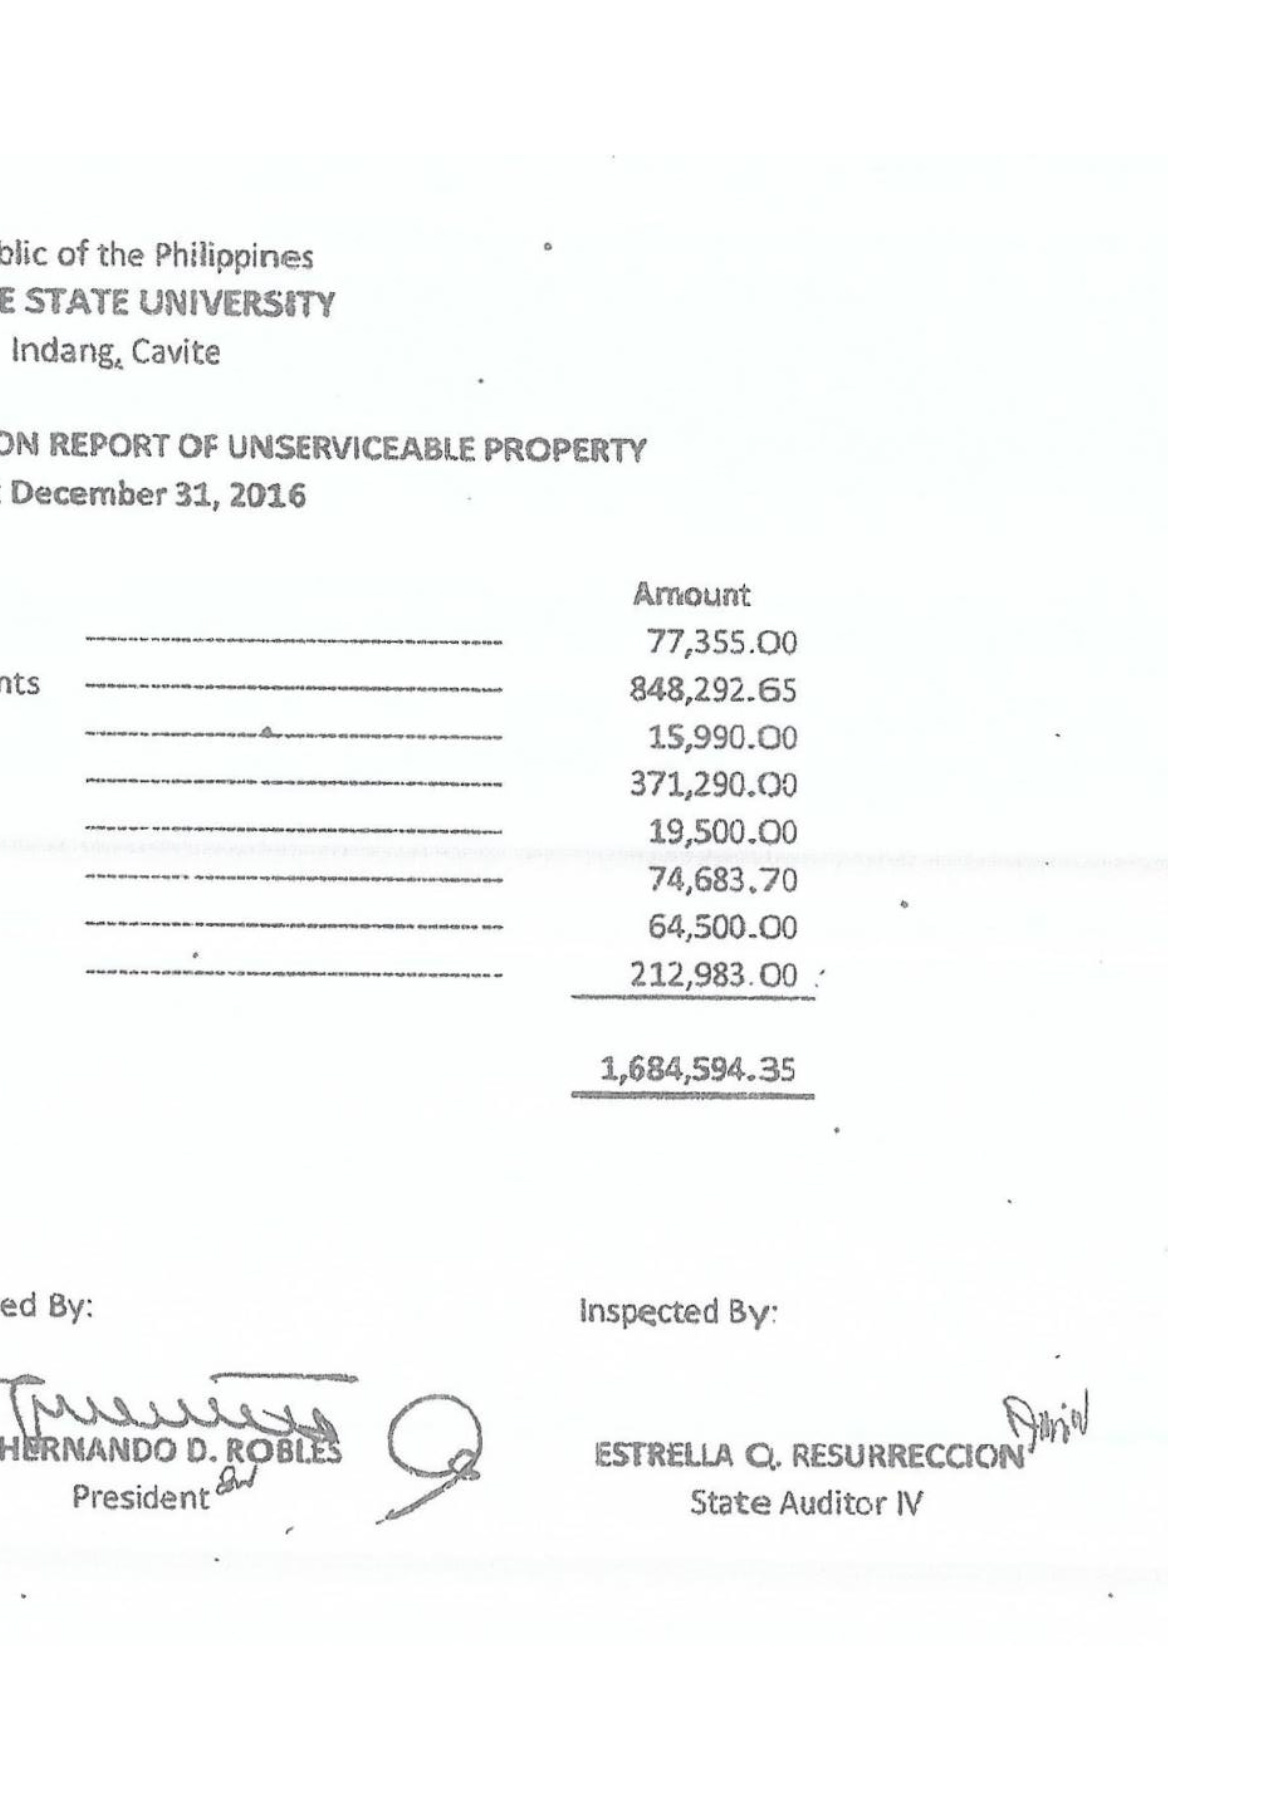 blic of the Philippines
E STATE UNIVERSITY
Indang, Cavite
ON REPORT OF UNSERVICEABLE PROPERTY
: December 31, 2016
Amount
---------- 77,355.00
nts ---------- 848,292.65
---------- 15,990.00
---------- 371,290.00
---------- 19,500.00
---------- 74,683.70
---------- 64,500.00
---------- 212,983.00
1,684,594.35
ed By: Inspected By:
HERNANDO D. ROBLES ESTRELLA Q. RESURRECCION
President State Auditor IV